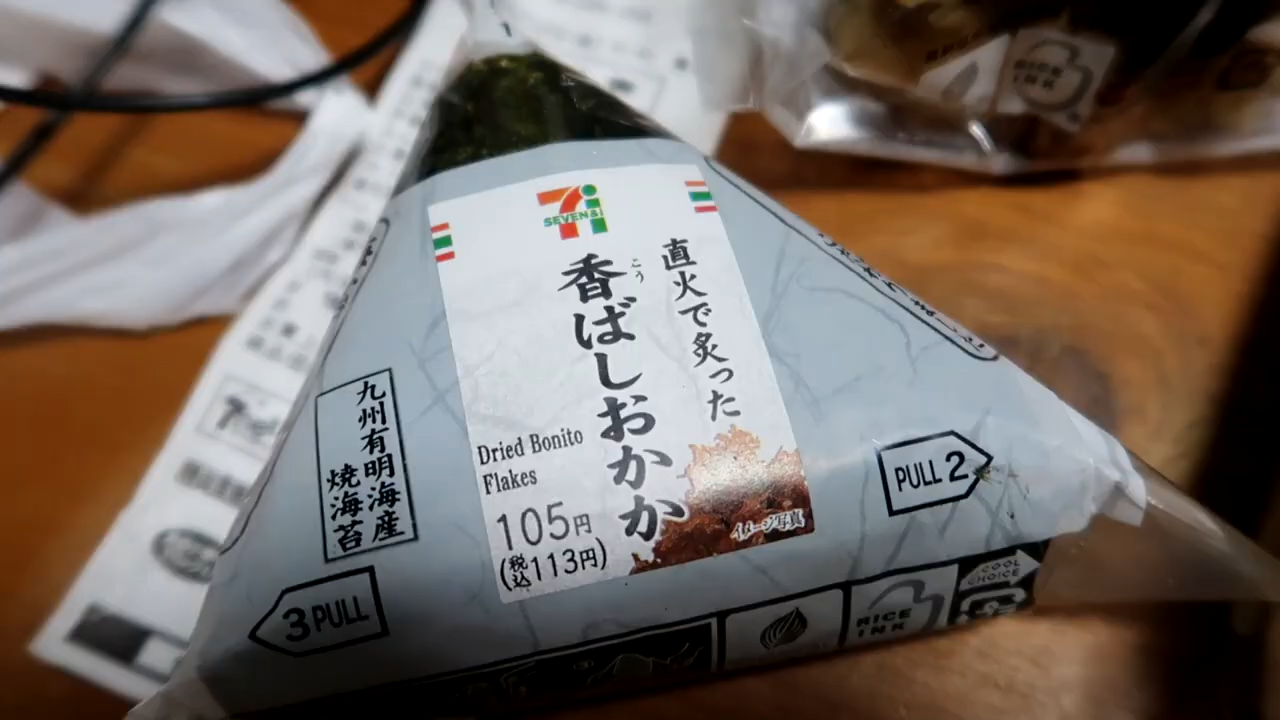 SEVEN&i
直火で炙った
香ばしおかか
こう
Dried Bonito
Flakes
105円
(税込113円)
イメージ写真
九州有明海産
焼海苔
PULL 2
3 PULL
RICE
INK
COOL
CHOICE
RICE
INK